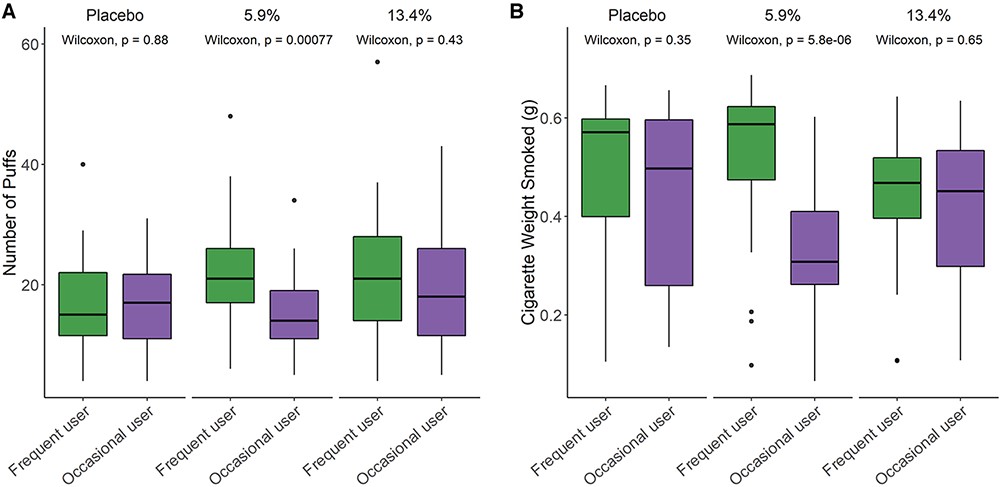 A
Placebo
5.9%
13.4%
Wilcoxon, p = 0.88
Wilcoxon, p = 0.00077
Wilcoxon, p = 0.43
60
40
20
Number of Puffs
Frequent user
Occasional user
Frequent user
Occasional user
Frequent user
Occasional user
B
Placebo
5.9%
13.4%
Wilcoxon, p = 0.35
Wilcoxon, p = 5.8e-06
Wilcoxon, p = 0.65
0.6
0.4
0.2
Cigarette Weight Smoked (g)
Frequent user
Occasional user
Frequent user
Occasional user
Frequent user
Occasional user